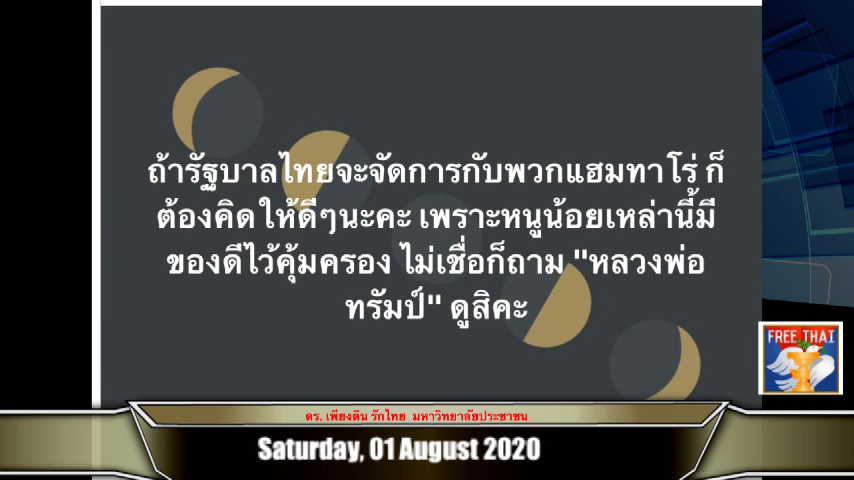 ถ้ารัฐบาลไทยจะจัดการกับพวกแฮมทาโร่ ก็
ต้องคิดให้ดีๆนะคะ เพราะหนูน้อยเหล่านี้มี
ของดีไว้คุ้มครอง ไม่เชื่อก็ถาม "หลวงพ่อ
ทรัมป์" ดูสิคะ
FREE THAI
ดร. เพียงดิน รักไทย มหาวิทยาลัยประชาชน
Saturday, 01 August 2020